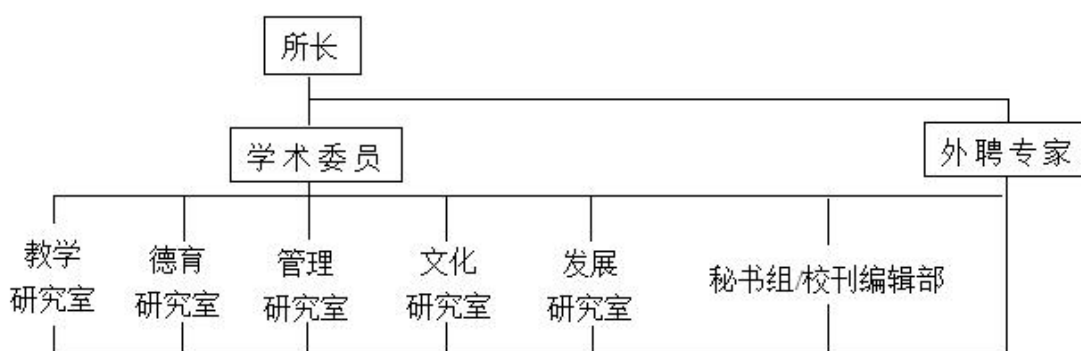 所长
学术委员
外聘专家
教学
研究室
德育
研究室
管理
研究室
文化
研究室
发展
研究室
秘书组/校刊编辑部